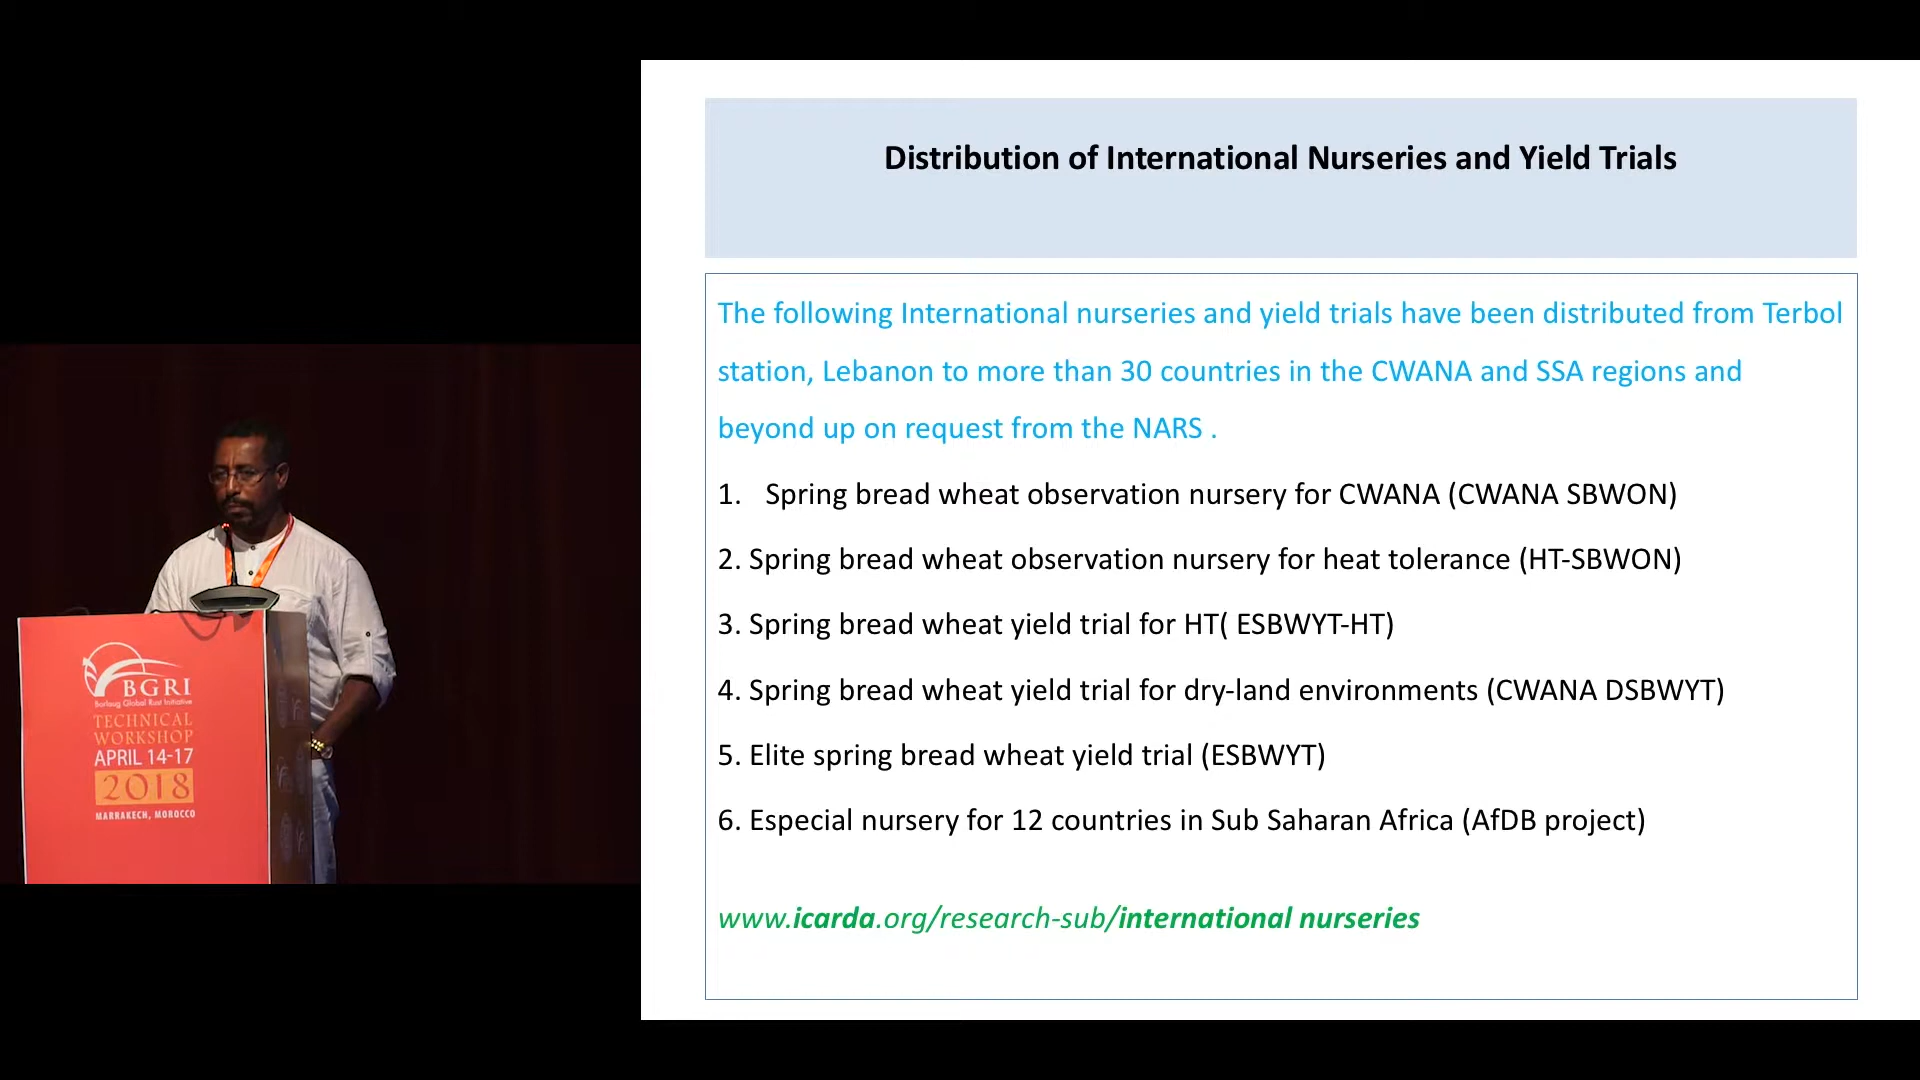 Distribution of International Nurseries and Yield Trials
The following International nurseries and yield trials have been distributed from Terbol
station, Lebanon to more than 30 countries in the CWANA and SSA regions and
beyond up on request from the NARS .
1. Spring bread wheat observation nursery for CWANA (CWANA SBWON)
2. Spring bread wheat observation nursery for heat tolerance (HT-SBWON)
3. Spring bread wheat yield trial for HT( ESBWYT-HT)
4. Spring bread wheat yield trial for dry-land environments (CWANA DSBWYT)
5. Elite spring bread wheat yield trial (ESBWYT)
6. Especial nursery for 12 countries in Sub Saharan Africa (AfDB project)
www.icarda.org/research-sub/international nurseries
BGRI
Borlaug Global Rust Initiative
TECHNICAL
WORKSHOP
APRIL 14-17
2018
MARRAKECH, MOROCCO